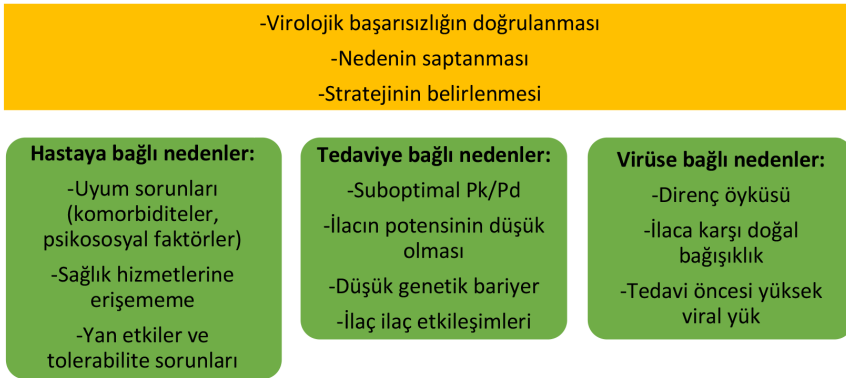 -Virolojik başarısızlığın doğrulanması
-Nedenin saptanması
-Stratejinin belirlenmesi
Hastaya bağlı nedenler:
-Uyum sorunları
(komorbiditeler,
psikososyal faktörler)
-Sağlık hizmetlerine
erişememe
-Yan etkiler ve
tolerabilite sorunları
Tedaviye bağlı nedenler:
-Suboptimal Pk/Pd
-İlacın potensinin düşük
olması
-Düşük genetik bariyer
-İlaç ilaç etkileşimleri
Virüse bağlı nedenler:
-Direnç öyküsü
-İlaca karşı doğal
bağışıklık
-Tedavi öncesi yüksek
viral yük